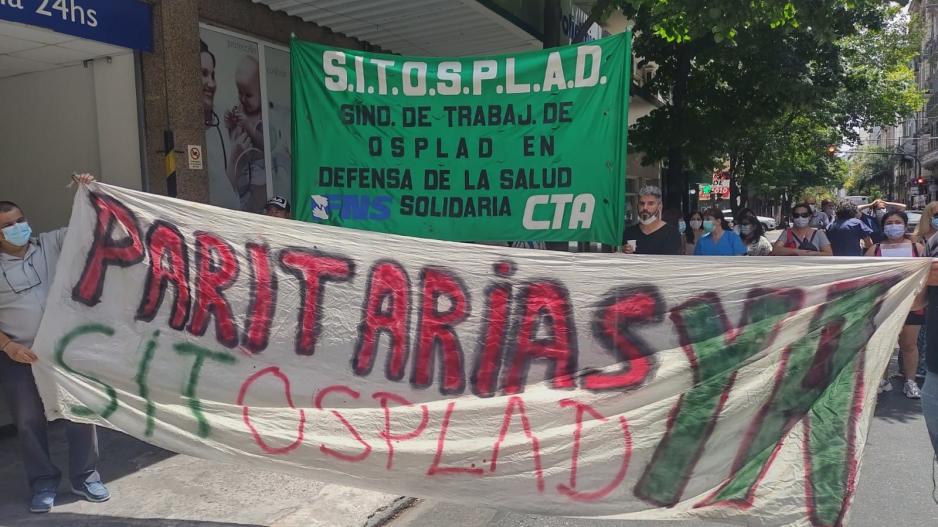 24hs
S.I.T.O.S.P.L.A.D.
SIND. DE TRABAJ. DE
OSPLAD EN
DEFENSA DE LA SALUD
FNS SOLIDARIA CTA
PARITARIAS YA
SITOSPLAD